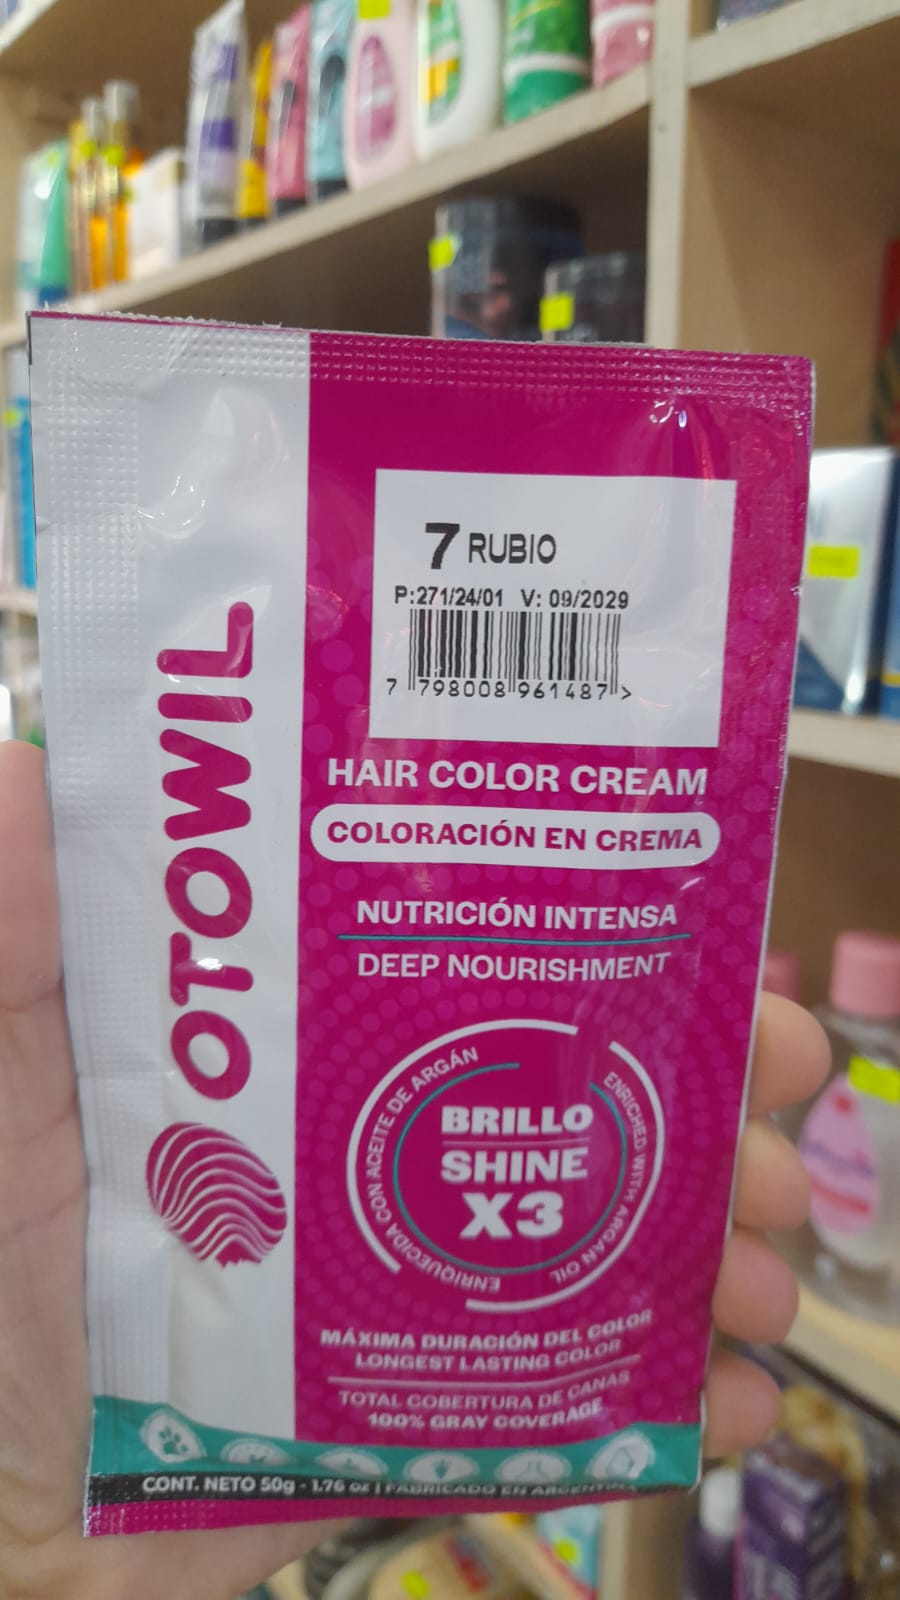 7 RUBIO
P:271/24/01 V: 09/2029
7 798008 961487 >
OTOWIL
HAIR COLOR CREAM
COLORACIÓN EN CREMA
NUTRICIÓN INTENSA
DEEP NOURISHMENT
ENRIQUECIDA CON ACEITE DE ARGÁN
ENRICHED WITH ARGAN OIL
BRILLO
SHINE
X3
MÁXIMA DURACIÓN DEL COLOR
LONGEST LASTING COLOR
TOTAL COBERTURA DE CANAS
100% GRAY COVERAGE
CONT. NETO 50g - 1.76 oz | FABRICADO EN ARGENTINA